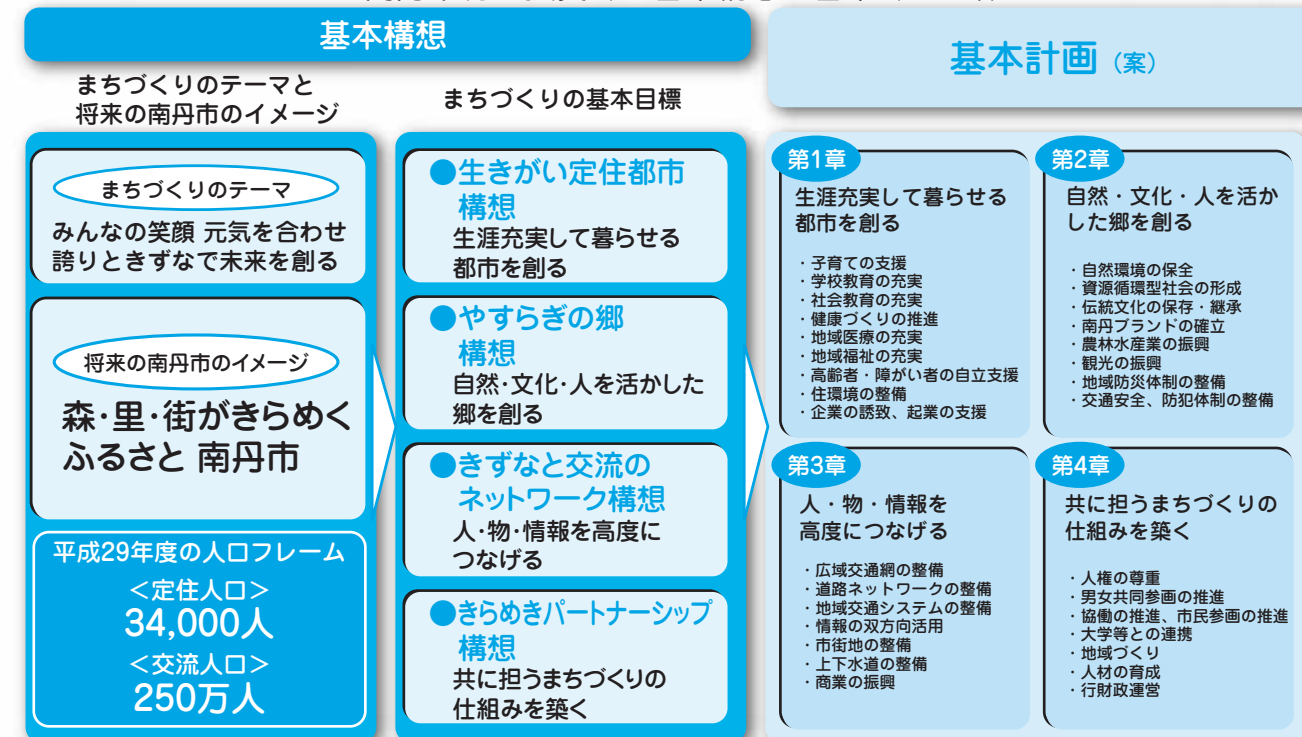 基本構想
まちづくりのテーマと
将来の南丹市のイメージ
まちづくりのテーマ
みんなの笑顔 元気を合わせ
誇りときずなで未来を創る
将来の南丹市のイメージ
森・里・街がきらめく
ふるさと 南丹市
平成29年度の人口フレーム
＜定住人口＞
34,000人
＜交流人口＞
250万人
まちづくりの基本目標
●生きがい定住都市
構想
生涯充実して暮らせる
都市を創る
●やすらぎの郷
構想
自然・文化・人を活かした
郷を創る
●きずなと交流の
ネットワーク構想
人・物・情報を高度に
つなげる
●きらめきパートナーシップ
構想
共に担うまちづくりの
仕組みを築く
基本計画（案）
第1章
生涯充実して暮らせる
都市を創る
・子育ての支援
・学校教育の充実
・社会教育の充実
・健康づくりの推進
・地域医療の充実
・地域福祉の充実
・高齢者・障がい者の自立支援
・住環境の整備
・企業の誘致、起業の支援
第2章
自然・文化・人を活か
した郷を創る
・自然環境の保全
・資源循環型社会の形成
・伝統文化の保存・継承
・南丹ブランドの確立
・農林水産業の振興
・観光の振興
・地域防災体制の整備
・交通安全、防犯体制の整備
第3章
人・物・情報を
高度につなげる
・広域交通網の整備
・道路ネットワークの整備
・地域交通システムの整備
・情報の双方向活用
・市街地の整備
・上下水道の整備
・商業の振興
第4章
共に担うまちづくりの
仕組みを築く
・人権の尊重
・男女共同参画の推進
・協働の推進、市民参画の推進
・大学等との連携
・地域づくり
・人材の育成
・行財政運営